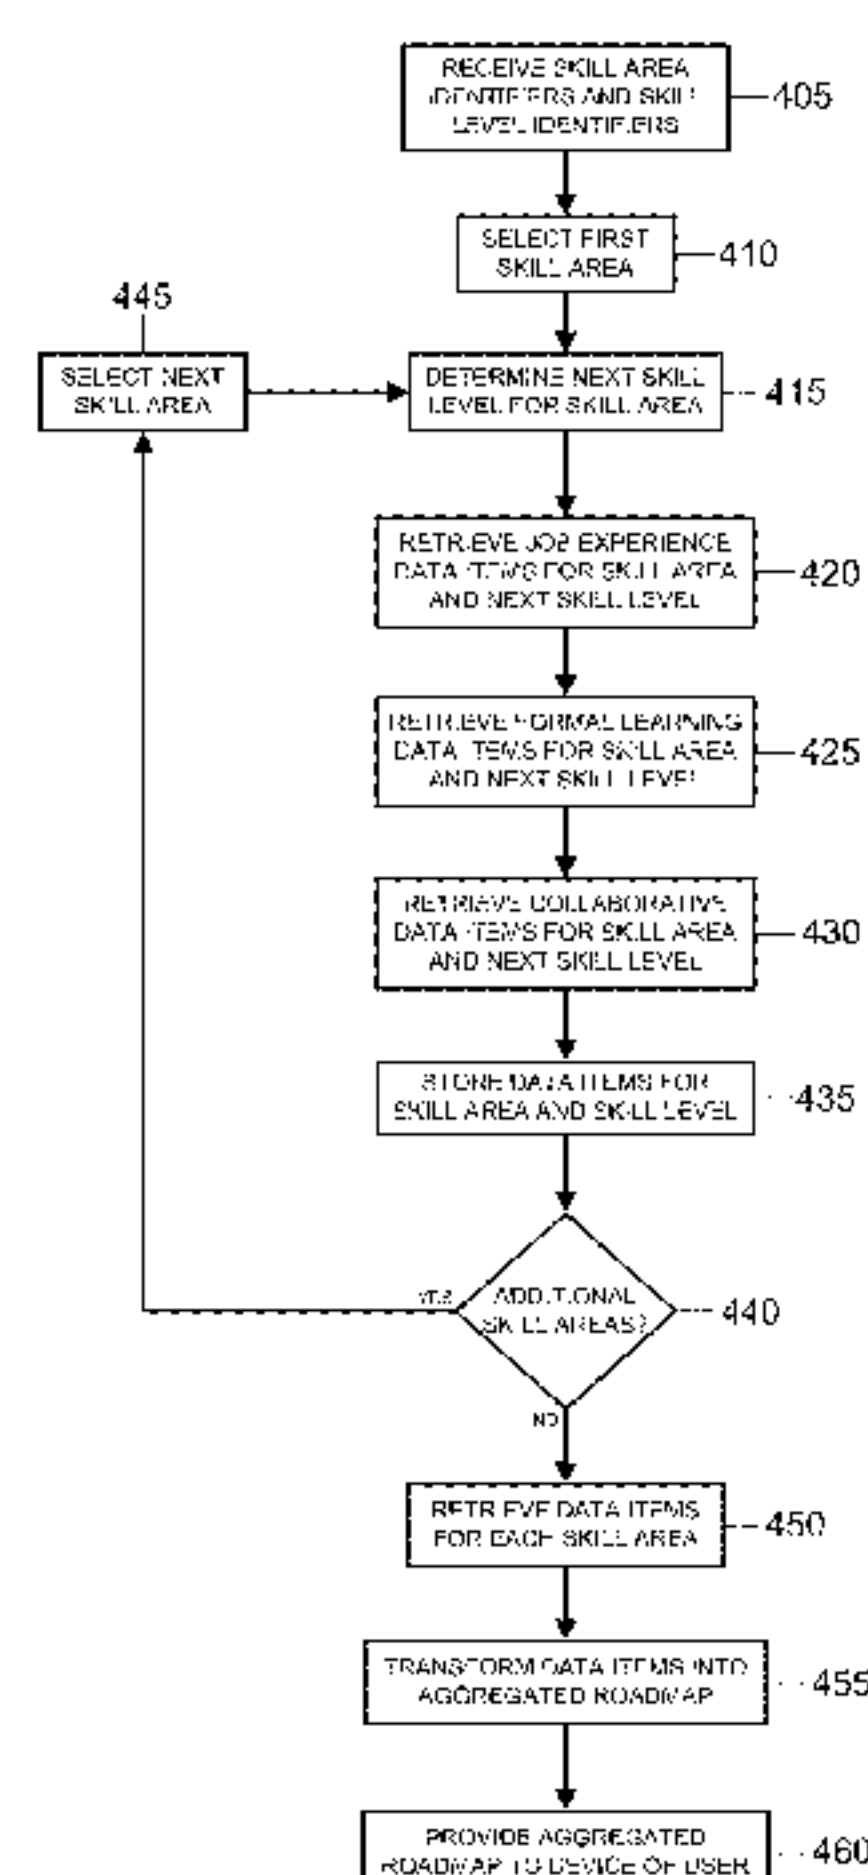 RECEIVE SKILL AREA
IDENTIFIERS AND SKILL
LEVEL IDENTIFIERS
405
SELECT FIRST
SKILL AREA
410
445
SELECT NEXT
SKILL AREA
DETERMINE NEXT SKILL
LEVEL FOR SKILL AREA
415
RETRIEVE JOB EXPERIENCE
DATA ITEMS FOR SKILL AREA
AND NEXT SKILL LEVEL
420
RETRIEVE FORMAL LEARNING
DATA ITEMS FOR SKILL AREA
AND NEXT SKILL LEVEL
425
RETRIEVE COLLABORATIVE
DATA ITEMS FOR SKILL AREA
AND NEXT SKILL LEVEL
430
STORE DATA ITEMS FOR
SKILL AREA AND SKILL LEVEL
435
YES
ADDITIONAL
SKILL AREAS?
440
NO
RETRIEVE DATA ITEMS
FOR EACH SKILL AREA
450
TRANSFORM DATA ITEMS INTO
AGGREGATED ROADMAP
455
PROVIDE AGGREGATED
ROADMAP TO DEVICE OF USER
460